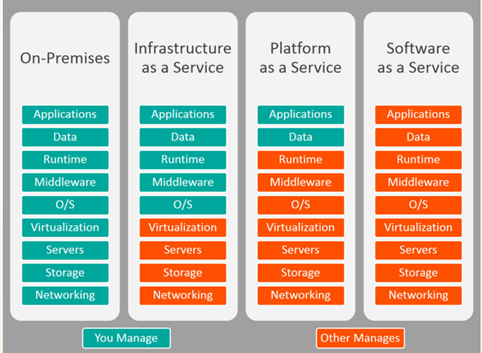 On-Premises
Applications
Data
Runtime
Middleware
O/S
Virtualization
Servers
Storage
Networking
Infrastructure
as a Service
Applications
Data
Runtime
Middleware
O/S
Virtualization
Servers
Storage
Networking
Platform
as a Service
Applications
Data
Runtime
Middleware
O/S
Virtualization
Servers
Storage
Networking
Software
as a Service
Applications
Data
Runtime
Middleware
O/S
Virtualization
Servers
Storage
Networking
You Manage
Other Manages